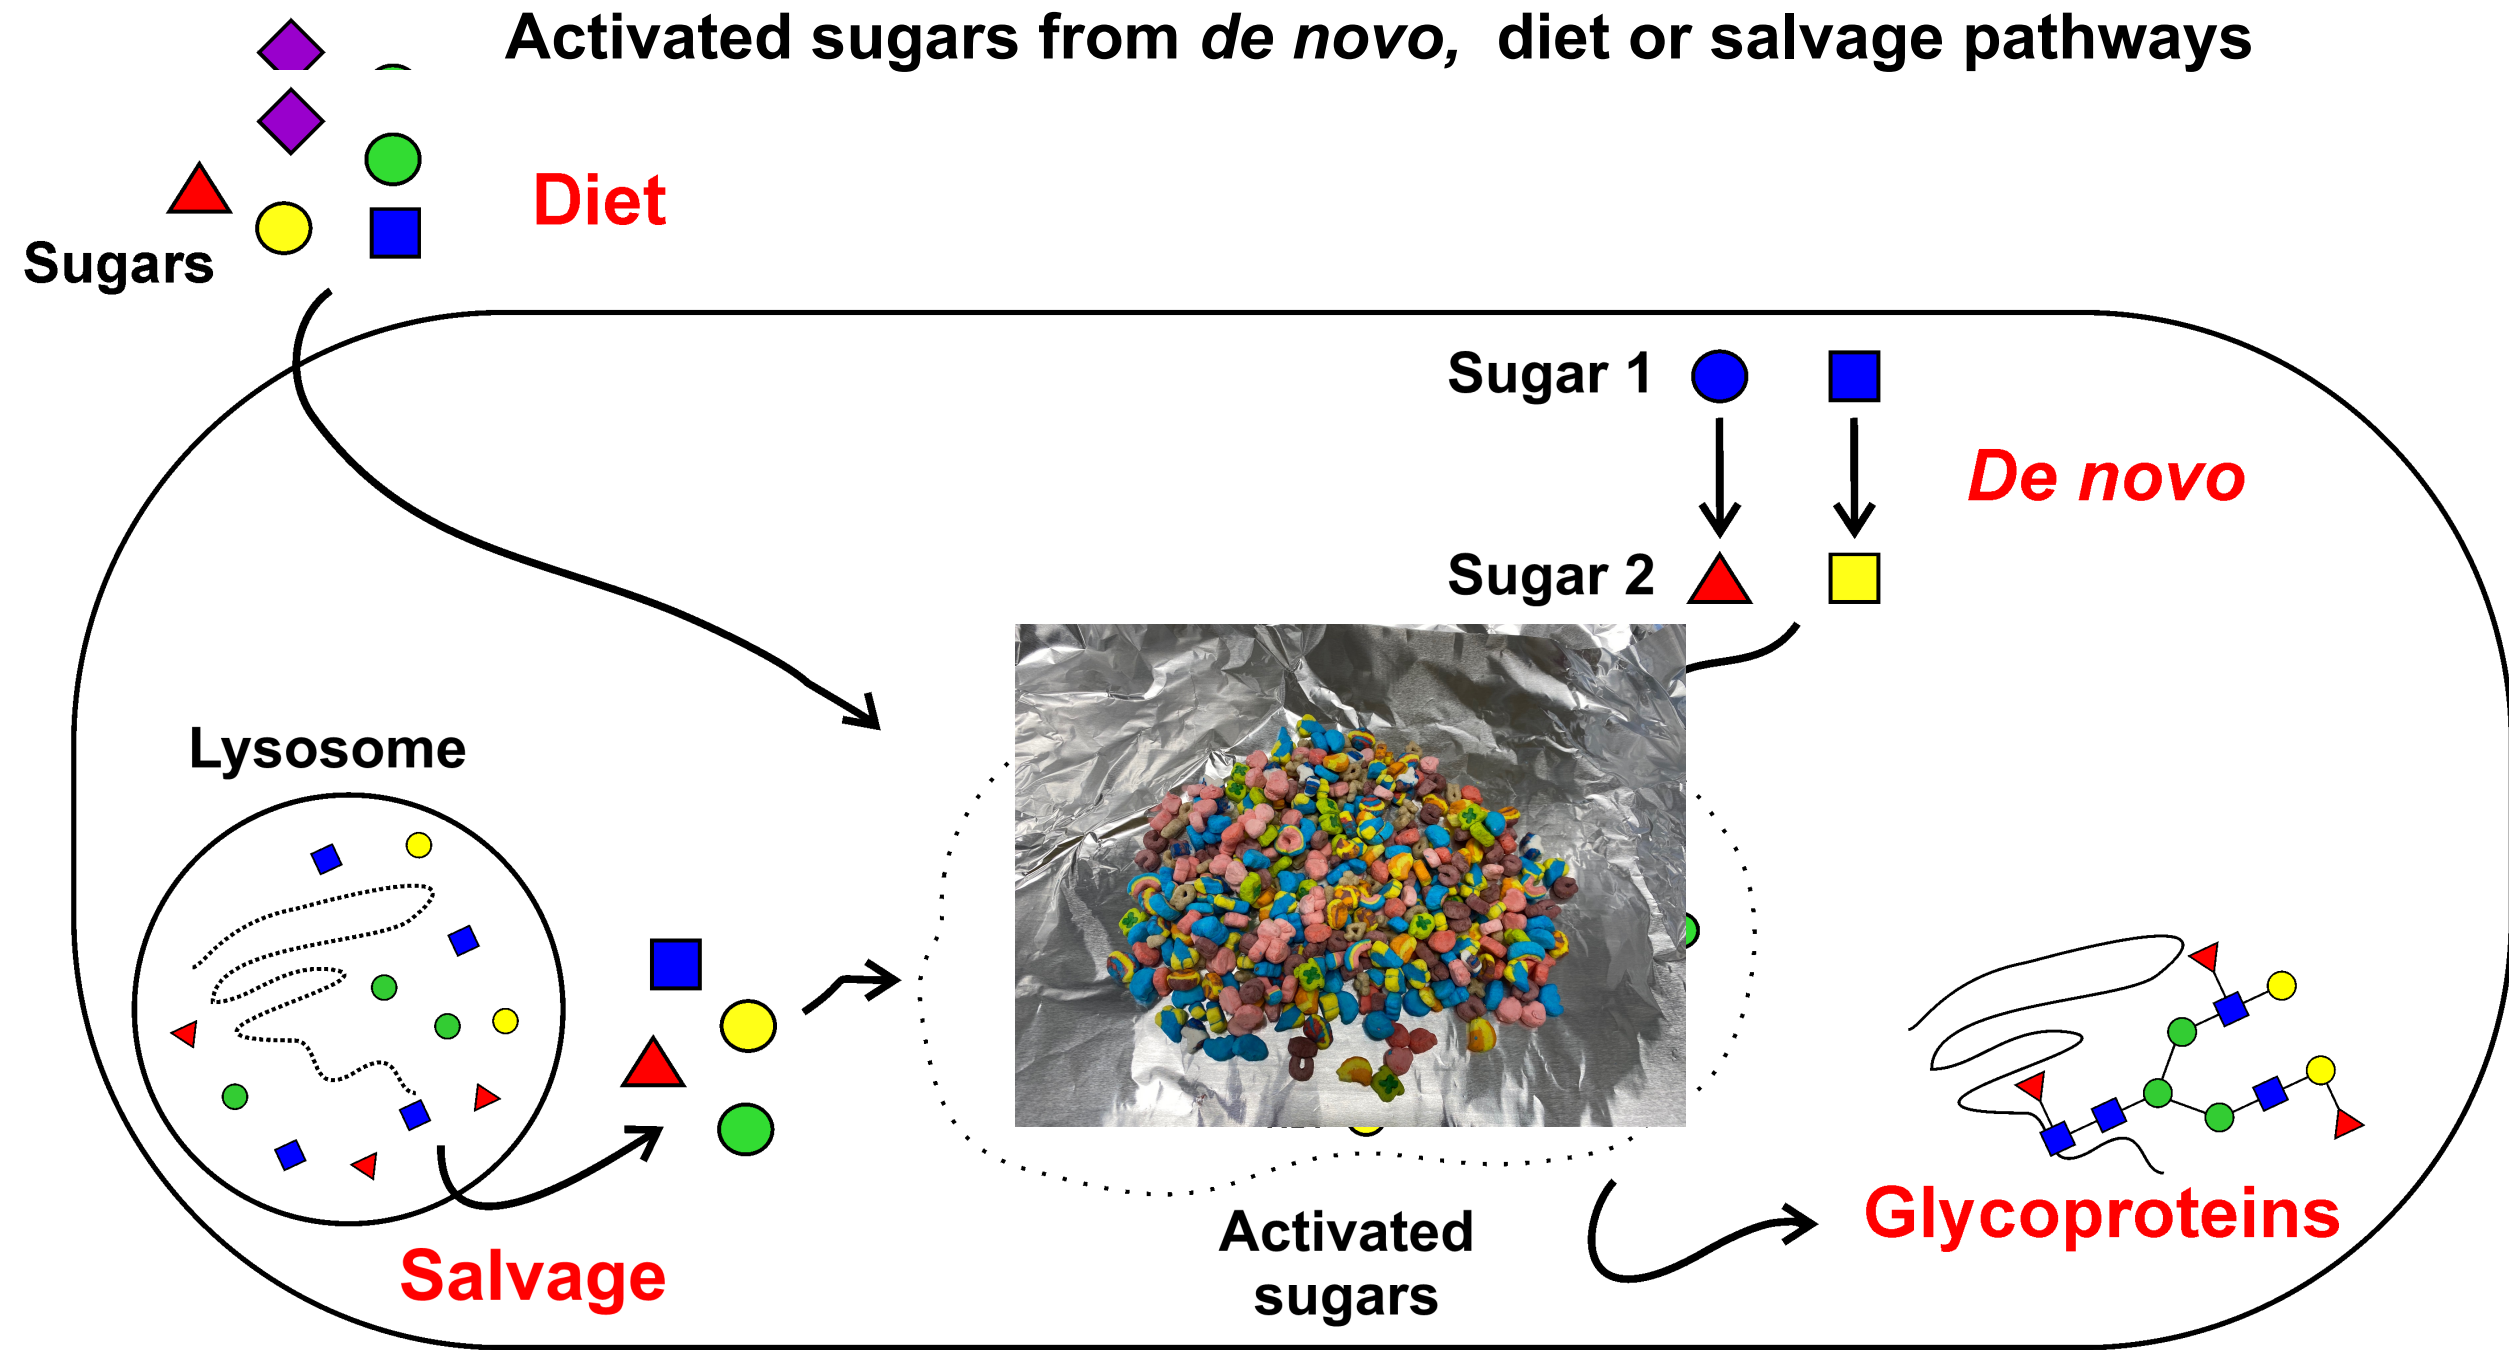 Activated sugars from de novo, diet or salvage pathways
Diet
Sugars
Sugar 1
De novo
Sugar 2
Lysosome
Salvage
Activated
sugars
Glycoproteins